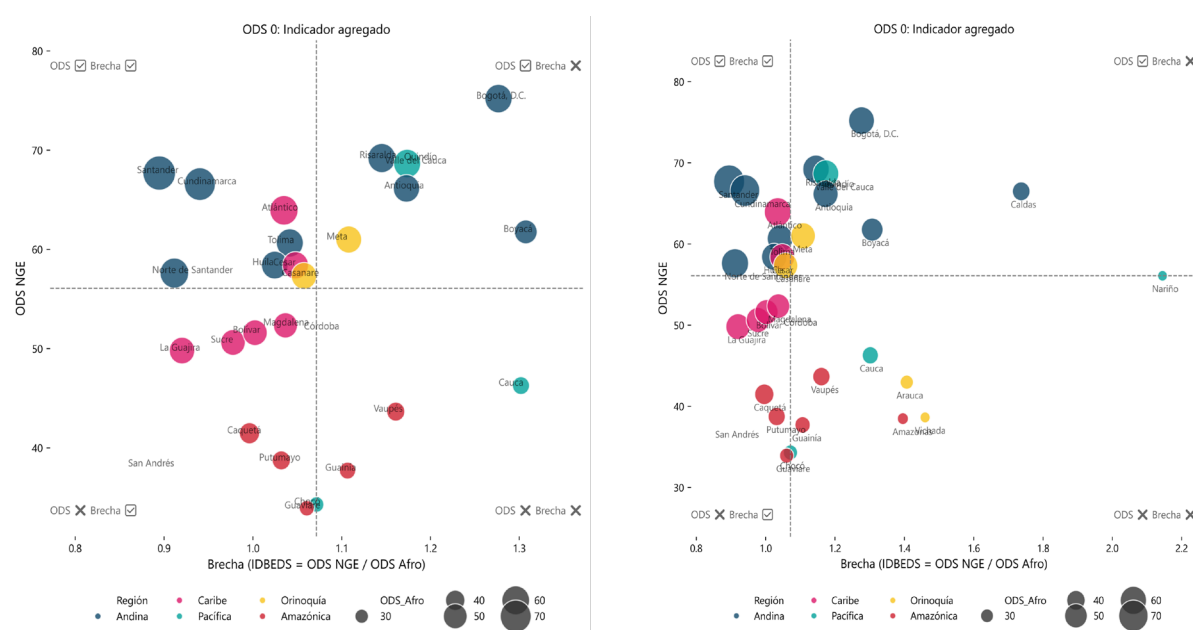 ODS 0: Indicador agregado
80
ODS Brecha
ODS Brecha
Bogotá, D.C.
70
Risaralda Quindío
Valle del Cauca
Santander
Cundinamarca
Antioquia
Atlántico
Boyacá
Tolima
Meta
60
Norte de Santander
Huila Cesar
Casanare
ODS NGE
Magdalena Córdoba
Bolívar
Sucre
La Guajira
50
Cauca
Vaupés
Caquetá
Putumayo
Guainía
40
San Andrés
Chocó
Guaviare
ODS Brecha
ODS Brecha
0.8 0.9 1.0 1.1 1.2 1.3
Brecha (IDBEDS = ODS NGE / ODS Afro)
Región Caribe Orinoquía ODS_Afro 40 60
Andina Pacífica Amazónica 30 50 70
ODS 0: Indicador agregado
ODS Brecha
ODS Brecha
80
Bogotá, D.C.
70
Risaralda Quindío
Valle del Cauca
Santander
Cundinamarca
Antioquia
Caldas
Atlántico
Boyacá
Tolima
Meta
60
Huila Cesar
Norte de Santander
Casanare
Nariño
ODS NGE
Magdalena
Bolívar Córdoba
Sucre
La Guajira
50
Cauca
Vaupés
Arauca
Caquetá
40
Putumayo
Amazonas Vichada
San Andrés
Guainía
Chocó
Guaviare
30
ODS Brecha
ODS Brecha
0.8 1.0 1.2 1.4 1.6 1.8 2.0 2.2
Brecha (IDBEDS = ODS NGE / ODS Afro)
Región Caribe Orinoquía ODS_Afro 40 60
Andina Pacífica Amazónica 30 50 70